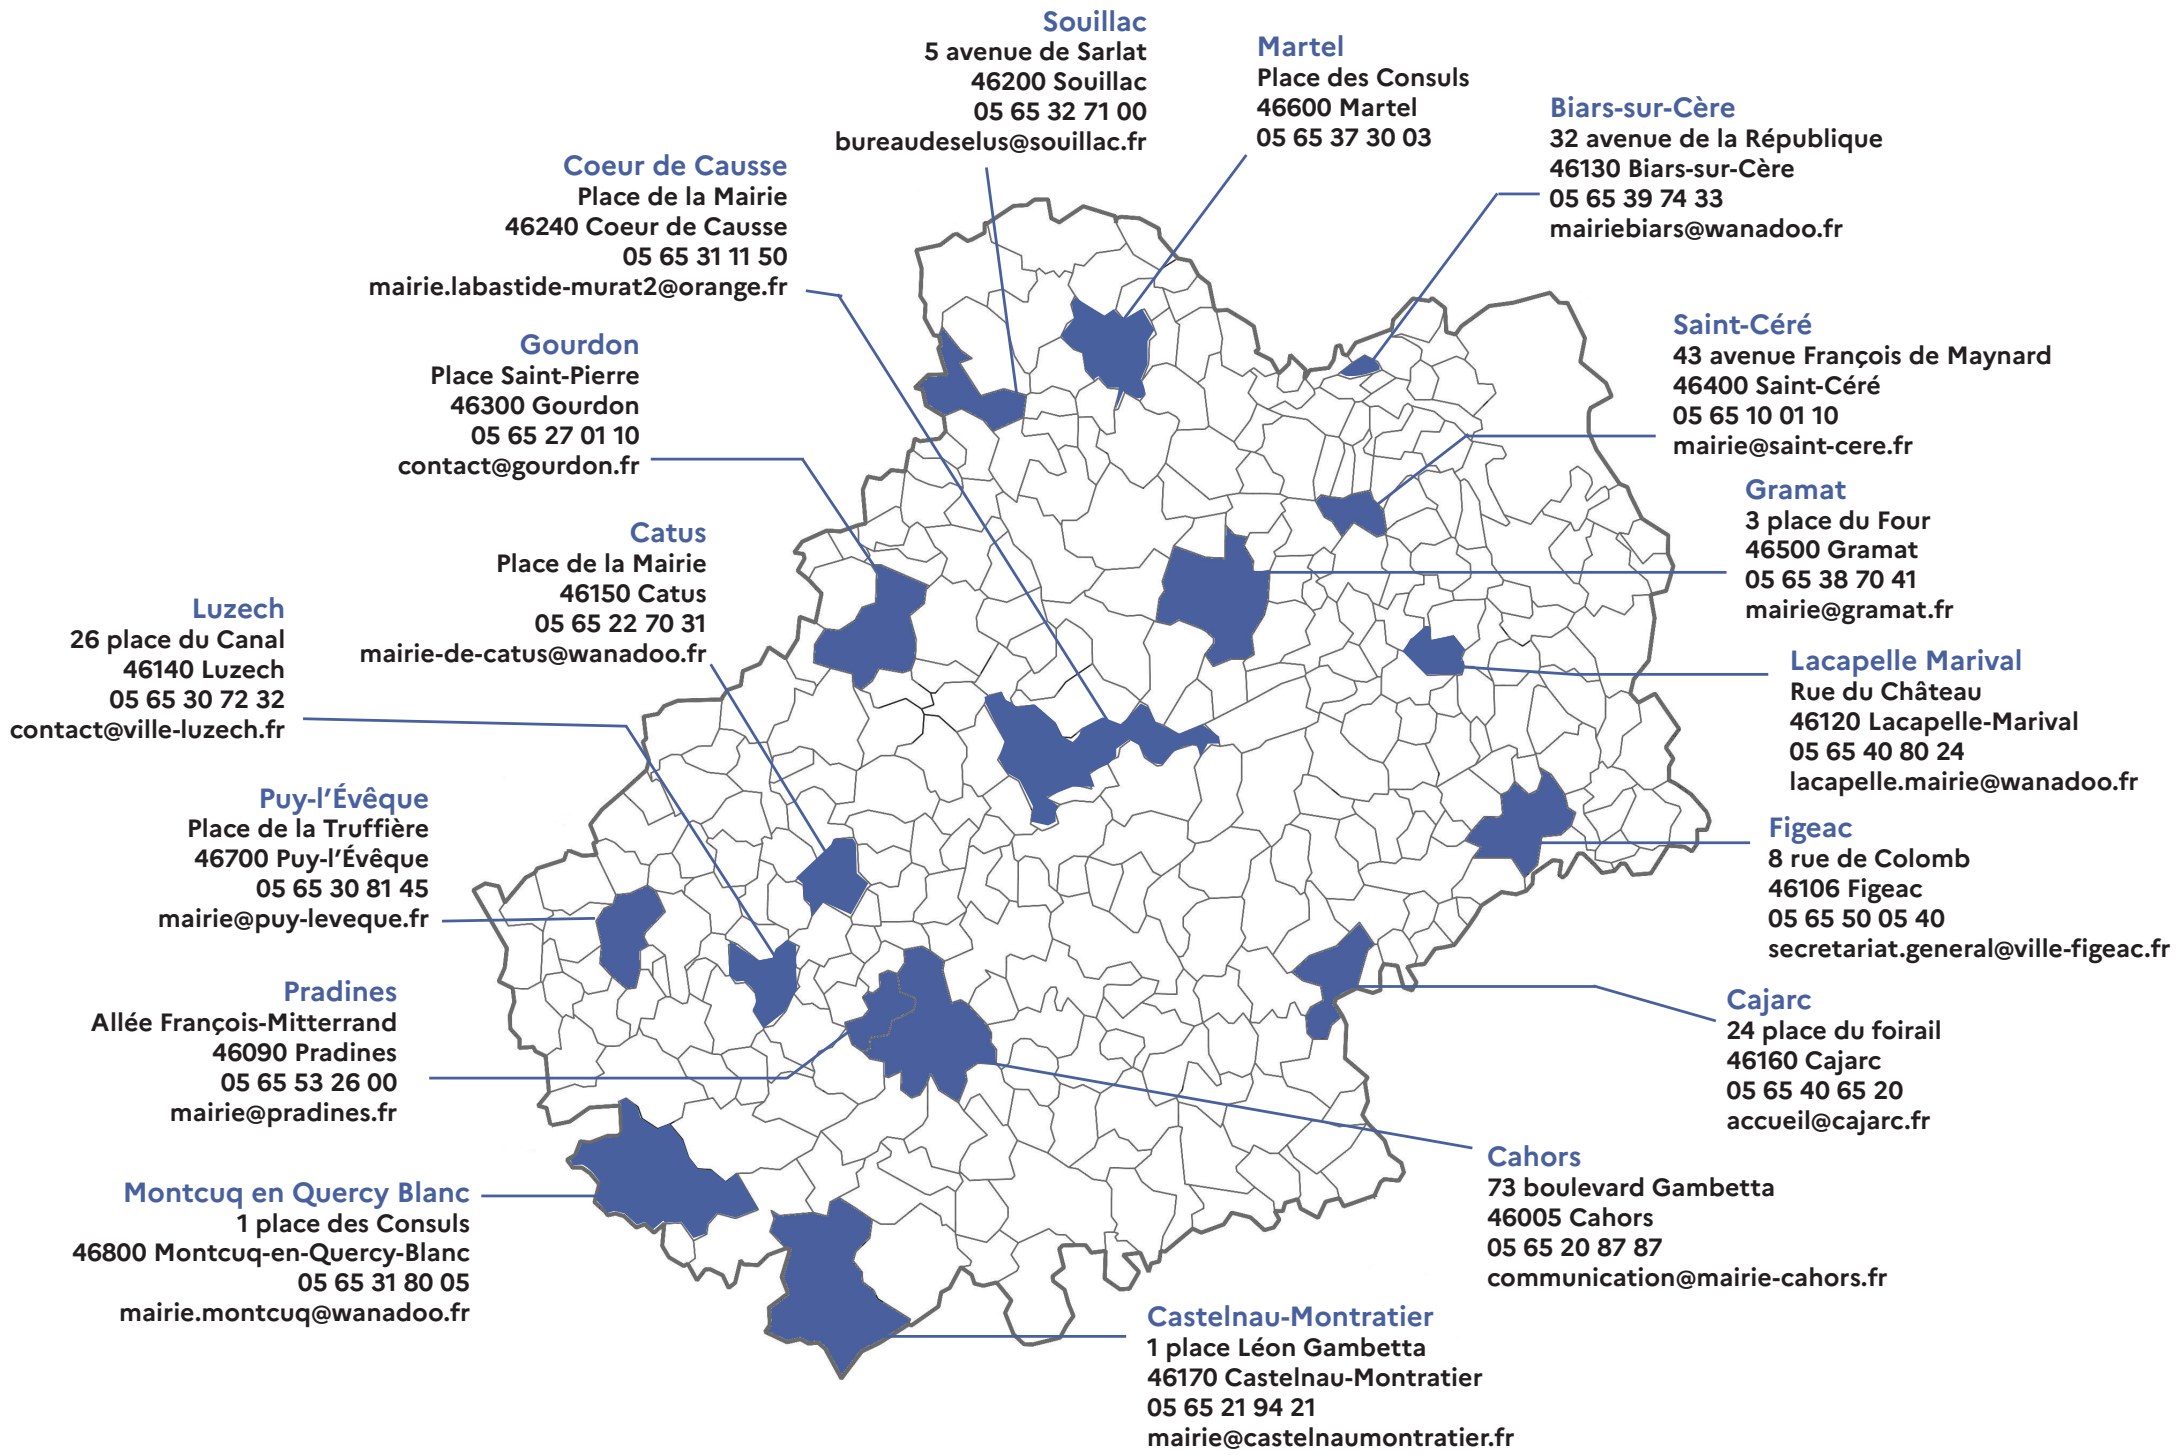 Souillac
5 avenue de Sarlat
46200 Souillac
05 65 32 71 00
bureaudeselus@souillac.fr
Martel
Place des Consuls
46600 Martel
05 65 37 30 03
Biars-sur-Cère
32 avenue de la République
46130 Biars-sur-Cère
05 65 39 74 33
mairiebiars@wanadoo.fr
Coeur de Causse
Place de la Mairie
46240 Coeur de Causse
05 65 31 11 50
mairie.labastide-murat2@orange.fr
Saint-Céré
43 avenue François de Maynard
46400 Saint-Céré
05 65 10 01 10
mairie@saint-cere.fr
Gourdon
Place Saint-Pierre
46300 Gourdon
05 65 27 01 10
contact@gourdon.fr
Gramat
3 place du Four
46500 Gramat
05 65 38 70 41
mairie@gramat.fr
Catus
Place de la Mairie
46150 Catus
05 65 22 70 31
mairie-de-catus@wanadoo.fr
Luzech
26 place du Canal
46140 Luzech
05 65 30 72 32
contact@ville-luzech.fr
Lacapelle Marival
Rue du Château
46120 Lacapelle-Marival
05 65 40 80 24
lacapelle.mairie@wanadoo.fr
Puy-l’Évêque
Place de la Truffière
46700 Puy-l’Évêque
05 65 30 81 45
mairie@puy-leveque.fr
Figeac
8 rue de Colomb
46106 Figeac
05 65 50 05 40
secretariat.general@ville-figeac.fr
Pradines
Allée François-Mitterrand
46090 Pradines
05 65 53 26 00
mairie@pradines.fr
Cajarc
24 place du foirail
46160 Cajarc
05 65 40 65 20
accueil@cajarc.fr
Cahors
73 boulevard Gambetta
46005 Cahors
05 65 20 87 87
communication@mairie-cahors.fr
Montcuq en Quercy Blanc
1 place des Consuls
46800 Montcuq-en-Quercy-Blanc
05 65 31 80 05
mairie.montcuq@wanadoo.fr
Castelnau-Montratier
1 place Léon Gambetta
46170 Castelnau-Montratier
05 65 21 94 21
mairie@castelnaumontratier.fr